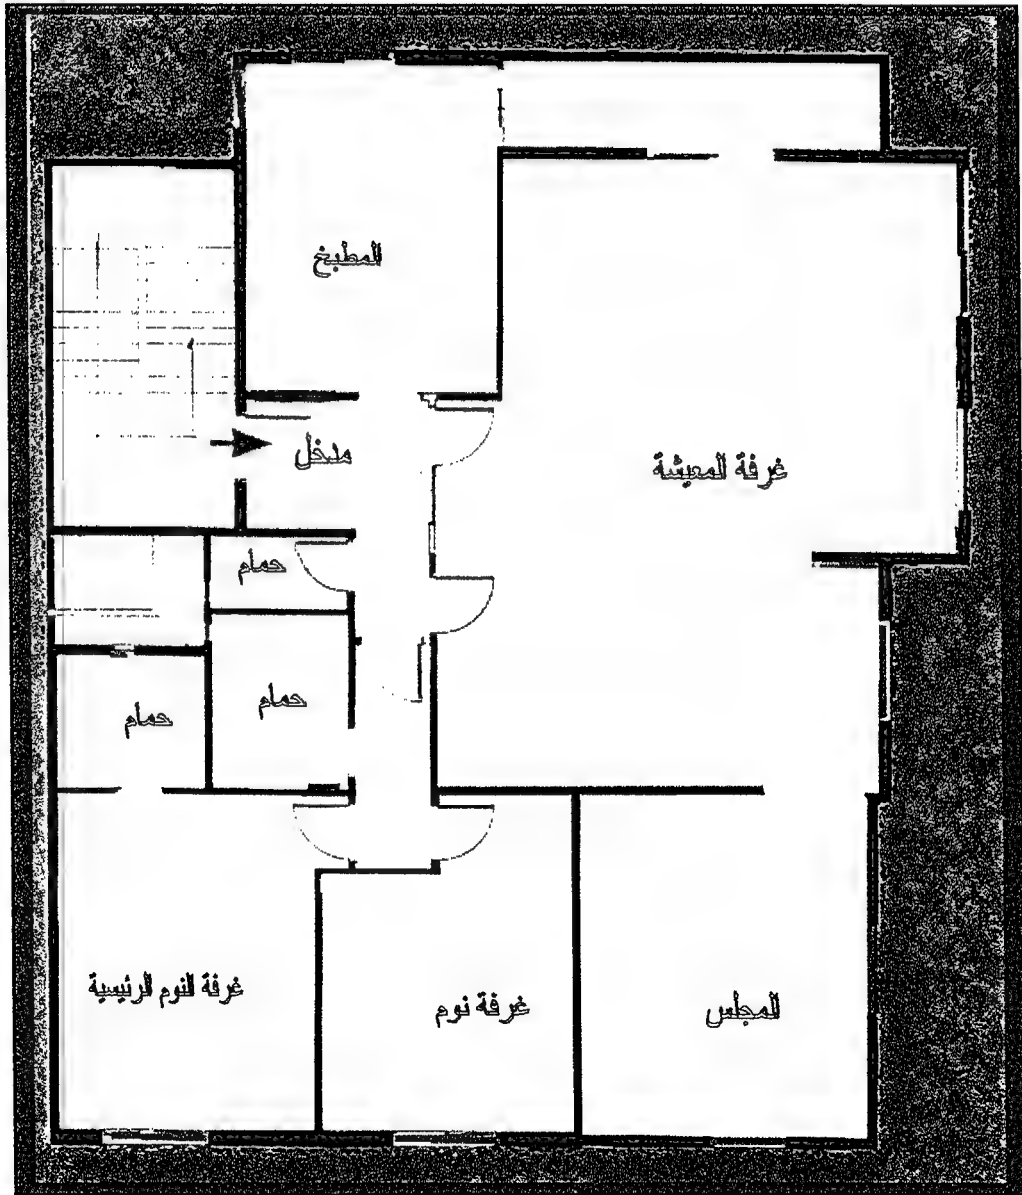 المطبخ
مدخل
غرفة المعيشة
حمام
حمام
حمام
غرفة النوم الرئيسية
غرفة نوم
المجلس